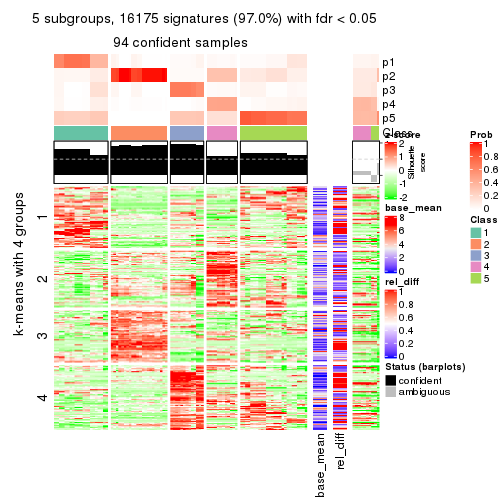 5 subgroups, 16175 signatures (97.0%) with fdr < 0.05
94 confident samples
p1
p2
p3
p4
p5
Class
z-score
2
1
0
-1
-2
Silhouette
score
base_mean
8
6
4
2
0
rel_diff
1
0.8
0.6
0.4
0.2
0
Status (barplots)
confident
ambiguous
Prob
1
0.8
0.6
0.4
0.2
0
Class
1
2
3
4
5
k-means with 4 groups
1
2
3
4
base_mean
rel_diff